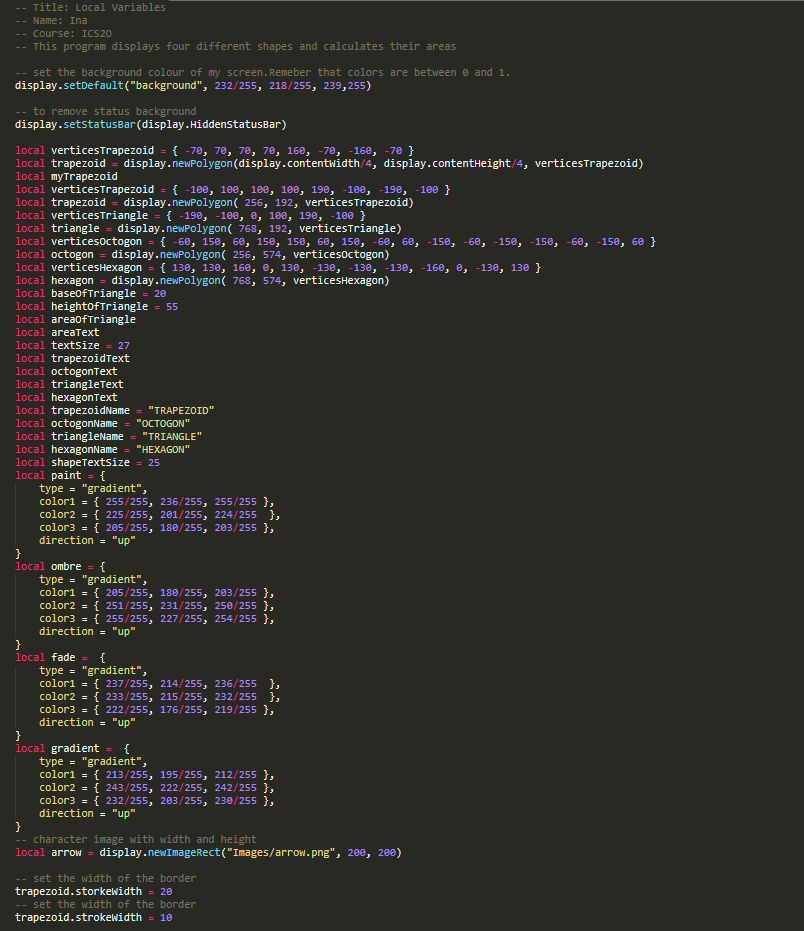 -- Title: Local Variables
-- Name: Ina
-- Course: ICS2O
-- This program displays four different shapes and calculates their areas

-- set the background colour of my screen.Remeber that colors are between 0 and 1.
display.setDefault("background", 232/255, 218/255, 239,255)

-- to remove status background
display.setStatusBar(display.HiddenStatusBar)

local verticesTrapezoid = { -70, 70, 70, 70, 160, -70, -160, -70 }
local trapezoid = display.newPolygon(display.contentWidth/4, display.contentHeight/4, verticesTrapezoid)
local myTrapezoid
local verticesTrapezoid = { -100, 100, 100, 100, 190, -100, -190, -100 }
local trapezoid = display.newPolygon( 256, 192, verticesTrapezoid)
local verticesTriangle = { -190, -100, 0, 100, 190, -100 }
local triangle = display.newPolygon( 768, 192, verticesTriangle)
local verticesOctogon = { -60, 150, 60, 150, 150, 60, 150, -60, 60, -150, -60, -150, -150, -60, -150, 60 }
local octogon = display.newPolygon( 256, 574, verticesOctogon)
local verticesHexagon = { 130, 130, 160, 0, 130, -130, -130, -130, -160, 0, -130, 130 }
local hexagon = display.newPolygon( 768, 574, verticesHexagon)
local baseOfTriangle = 20
local heightOfTriangle = 55
local areaOfTriangle
local areaText
local textSize = 27
local trapezoidText
local octogonText
local triangleText
local hexagonText
local trapezoidName = "TRAPEZOID"
local octogonName = "OCTOGON"
local triangleName = "TRIANGLE"
local hexagonName = "HEXAGON"
local shapeTextSize = 25
local paint = {
    type = "gradient",
    color1 = { 255/255, 236/255, 255/255 },
    color2 = { 225/255, 201/255, 224/255  },
    color3 = { 205/255, 180/255, 203/255 },
    direction = "up"
}
local ombre = {
    type = "gradient",
    color1 = { 205/255, 180/255, 203/255 },
    color2 = { 251/255, 231/255, 250/255 },
    color3 = { 255/255, 227/255, 254/255 },
    direction = "up"
}
local fade =  {
    type = "gradient",
    color1 = { 237/255, 214/255, 236/255  },
    color2 = { 233/255, 215/255, 232/255  },
    color3 = { 222/255, 176/255, 219/255 },
    direction = "up"
}
local gradient =  {
    type = "gradient",
    color1 = { 213/255, 195/255, 212/255 },
    color2 = { 243/255, 222/255, 242/255 },
    color3 = { 232/255, 203/255, 230/255 },
    direction = "up"
}
-- character image with width and height
local arrow = display.newImageRect("Images/arrow.png", 200, 200)

-- set the width of the border
trapezoid.storkeWidth = 20
-- set the width of the border
trapezoid.strokeWidth = 10